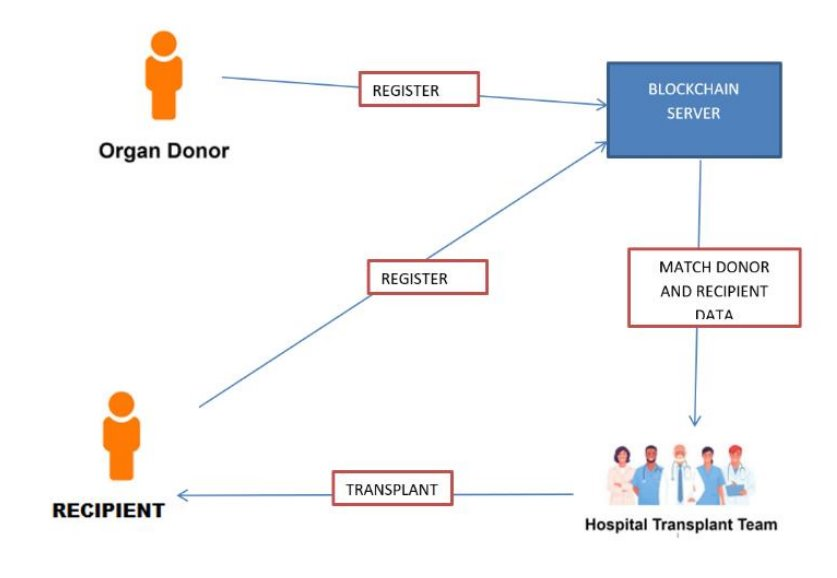 REGISTER
BLOCKCHAIN
SERVER
Organ Donor
REGISTER
MATCH DONOR
AND RECIPIENT
DATA
TRANSPLANT
RECIPIENT
Hospital Transplant Team